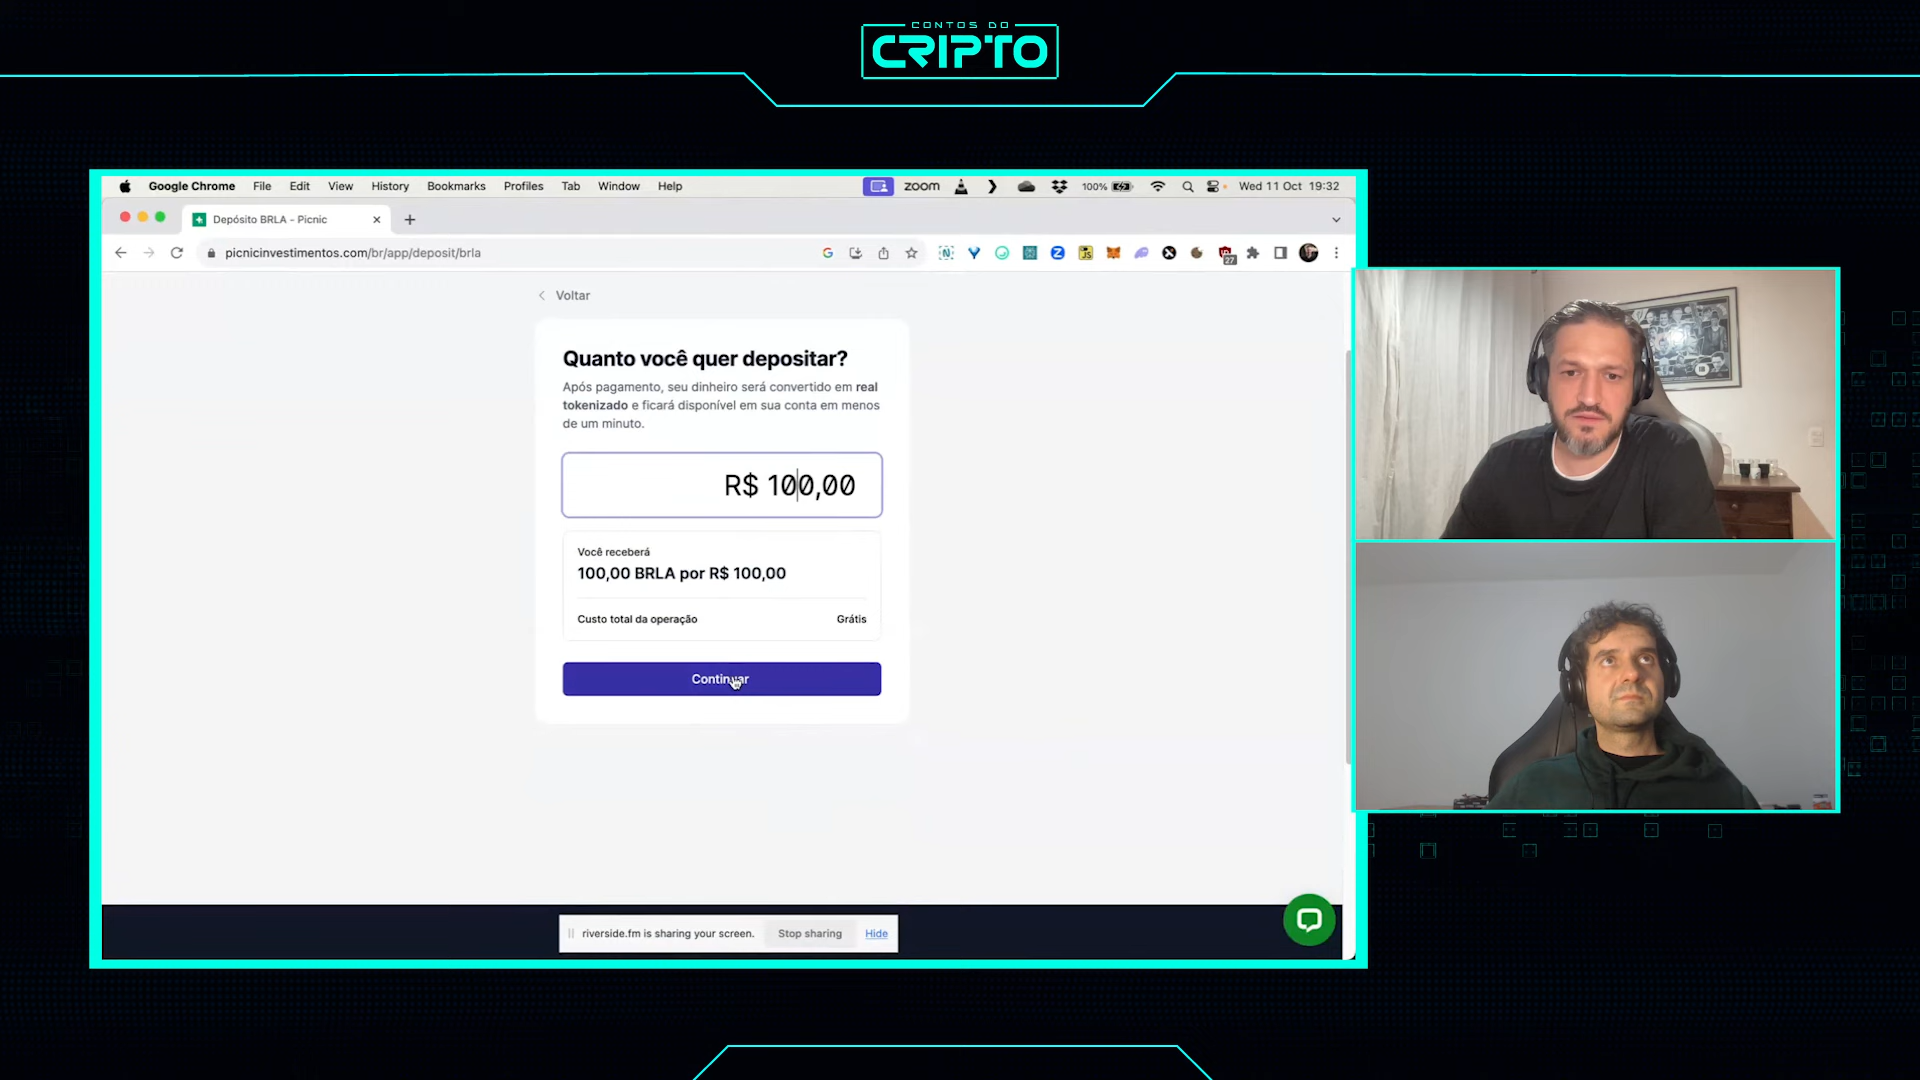 CONTOS DO
CRIPTO
Google Chrome File Edit View History Bookmarks Profiles Tab Window Help
zoom 100% Wed 11 Oct 19:32
Depósito BRLA - Picnic
picnicinvestimentos.com/br/app/deposit/brla
27
Voltar
Quanto você quer depositar?
Após pagamento, seu dinheiro será convertido em real
tokenizado e ficará disponível em sua conta em menos
de um minuto.
R$ 100,00
Você receberá
100,00 BRLA por R$ 100,00
Custo total da operação Grátis
Continuar
riverside.fm is sharing your screen. Stop sharing Hide